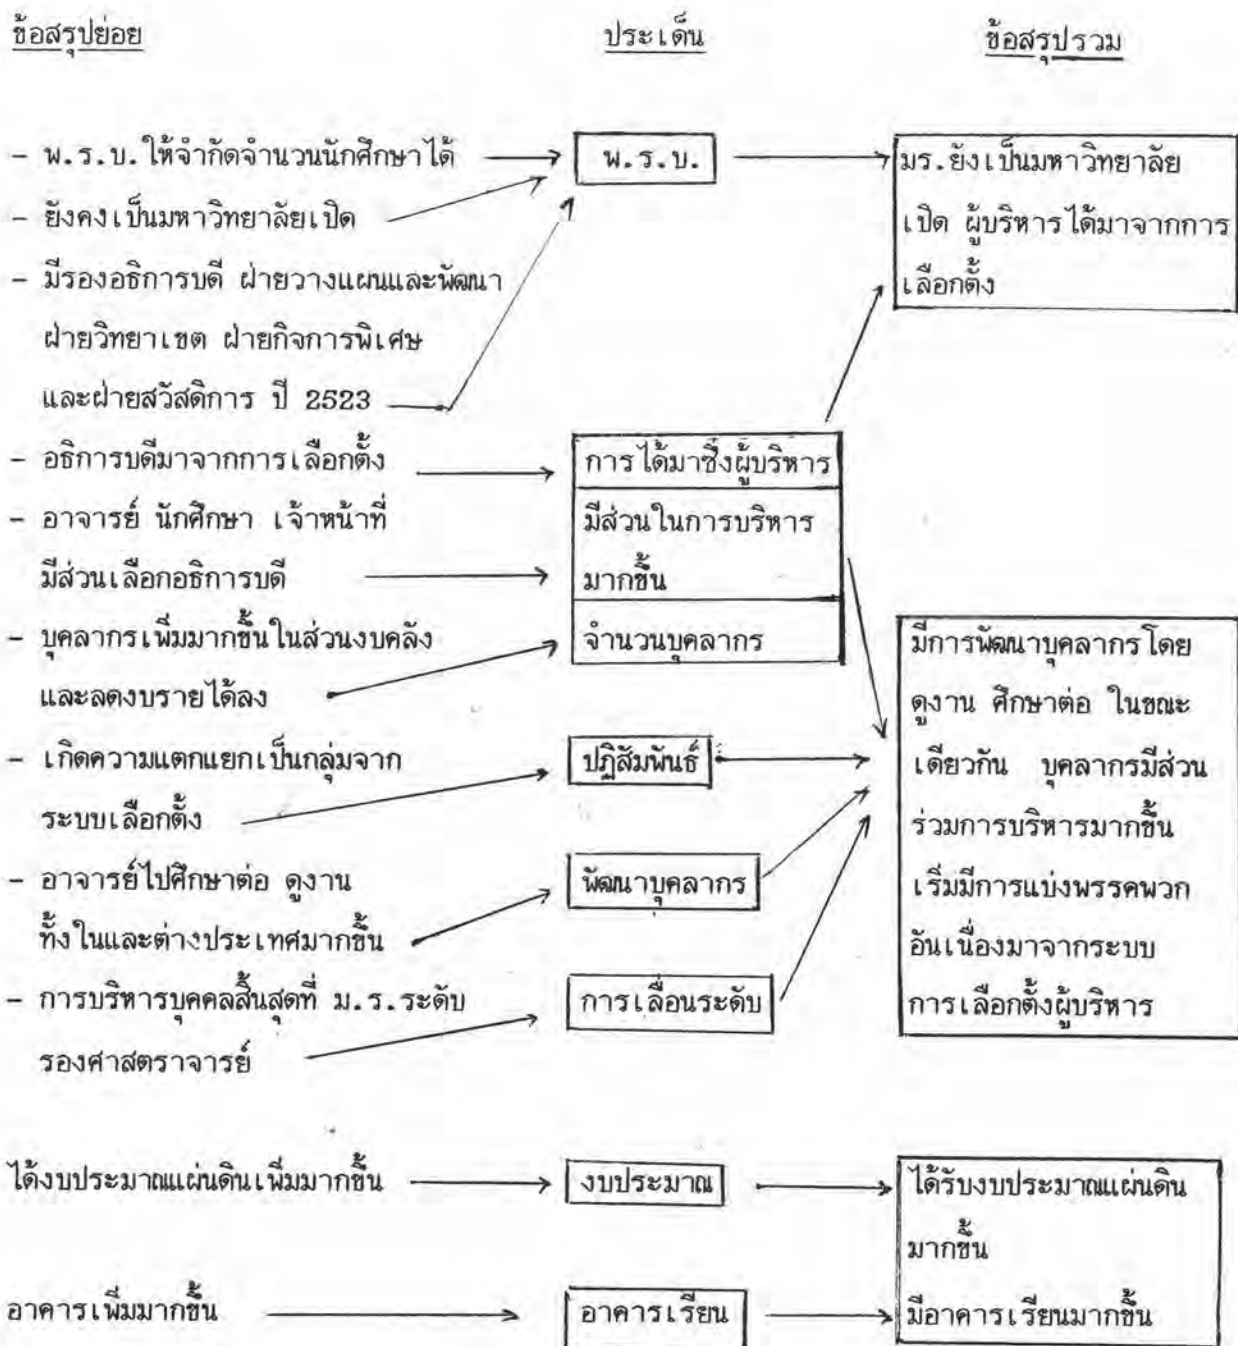 ข้อสรุปย่อย
ประเด็น
ข้อสรุปรวม
- พ.ร.บ.ให้จำกัดจำนวนนักศึกษาได้
- ยังคงเป็นมหาวิทยาลัยเปิด
- มีรองอธิการบดี ฝ่ายวางแผนและพัฒนา
ฝ่ายวิทยาเขต ฝ่ายกิจการพิเศษ
และฝ่ายสวัสดิการ ปี 2523
- อธิการบดีมาจากการเลือกตั้ง
- อาจารย์ นักศึกษา เจ้าหน้าที่
มีส่วนเลือกอธิการบดี
- บุคลากรเพิ่มมากขึ้นในส่วนงบคลัง
และลดงบรายได้ลง
- เกิดความแตกแยกเป็นกลุ่มจาก
ระบบเลือกตั้ง
- อาจารย์ไปศึกษาต่อ ดูงาน
ทั้งในและต่างประเทศมากขึ้น
- การบริหารบุคคลสิ้นสุดที่ ม.ร.ระดับ
รองศาสตราจารย์
ได้งบประมาณแผ่นดินเพิ่มมากขึ้น
อาคารเพิ่มมากขึ้น
พ.ร.บ.
การได้มาซึ่งผู้บริหาร
มีส่วนในการบริหาร
มากขึ้น
จำนวนบุคลากร
ปฏิสัมพันธ์
พัฒนาบุคลากร
การเลื่อนระดับ
งบประมาณ
อาคารเรียน
มร.ยังเป็นมหาวิทยาลัย
เปิด ผู้บริหารได้มาจากการ
เลือกตั้ง
มีการพัฒนาบุคลากรโดย
ดูงาน ศึกษาต่อ ในขณะ
เดียวกัน บุคลากรมีส่วน
ร่วมการบริหารมากขึ้น
เริ่มมีการแบ่งพรรคพวก
อันเนื่องมาจากระบบ
การเลือกตั้งผู้บริหาร
ได้รับงบประมาณแผ่นดิน
มากขึ้น
มีอาคารเรียนมากขึ้น